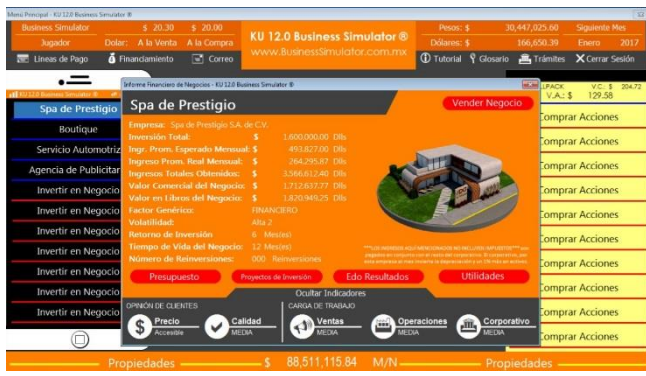 Menú Principal - KU 12.0 Business Simulator ®
Business Simulator $ 20.30 $ 20.00
KU 12.0 Business Simulator ®
Pesos: $ 30,447,025.60 Siguiente Mes
Jugador Dolar: A la Venta A la Compra
www.BusinessSimulator.com.mx
Dólares: $ 166,650.39 Enero 2017
Lineas de Pago Financiamiento Correo
Tutorial Glosario Trámites Cerrar Sesión
KU 12.0 Business Simulator ®
Informe Financiero de Negocios - KU 12.0 Business Simulator ®
V.C.: $ 204.72
V.A.: $ 129.58
Spa de Prestigio
Boutique
Servicio Automotriz
Agencia de Publicitar
Invertir en Negocio
Invertir en Negocio
Invertir en Negocio
Invertir en Negocio
Invertir en Negocio
Invertir en Negocio
Invertir en Negocio
Spa de Prestigio
Vender Negocio
Empresa: Spa de Prestigio S.A. de C.V.
Inversión Total: $ 1,600,000.00 Dlls
Ingr. Prom. Esperado Mensual: $ 493,827.00 Dlls
Ingreso Prom. Real Mensual: $ 264,295.87 Dlls
Ingresos Totales Obtenidos: $ 3,566,612.40 Dlls
Valor Comercial del Negocio: $ 1,712,637.77 Dlls
Valor en Libros del Negocio: $ 1,820,949.25 Dlls
Factor Genérico: FINANCIERO
Volatilidad: Alta 2
Retorno de Inversión 6 Mes(es)
Tiempo de Vida del Negocio: 12 Mes(es)
Número de Reinversiones: 000 Reinversiones
Presupuesto
Proyectos de Inversión
Edo Resultados
Utilidades
Ocultar Indicadores
OPINIÓN DE CLIENTES
CARGA DE TRABAJO
Precio
Accesible
Calidad
MEDIA
Ventas
MEDIA
Operaciones
MEDIA
Corporativo
MEDIA
Comprar Acciones
Comprar Acciones
Comprar Acciones
Comprar Acciones
Comprar Acciones
Comprar Acciones
Comprar Acciones
Comprar Acciones
Comprar Acciones
Comprar Acciones
Comprar Acciones
Propiedades $ 88,511,115.84 M/N Propiedades